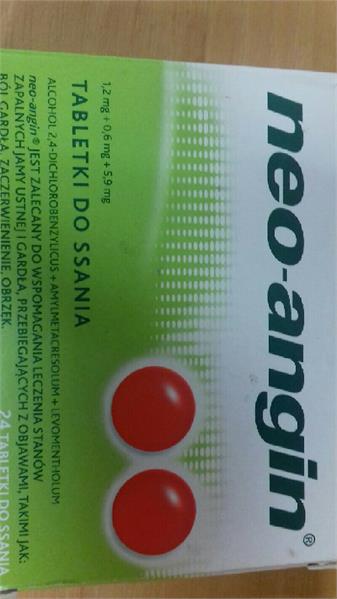 neo-angin®
1,2 mg + 0,6 mg + 5,9 mg
TABLETKI DO SSANIA
ALCOHOL 2,4-DICHLOROBENZYLICUS + AMYLMETACRESOLUM + LEVOMENTHOLUM
neo-angin® JEST ZALECANY DO WSPOMAGANIA LECZENIA STANÓW
ZAPALNYCH JAMY USTNEJ I GARDŁA, PRZEBIEGAJĄCYCH Z OBJAWAMI, TAKIMI JAK:
BÓL GARDŁA, ZACZERWIENIENIE, OBRZĘK.
24 TABLETKI DO SSANIA